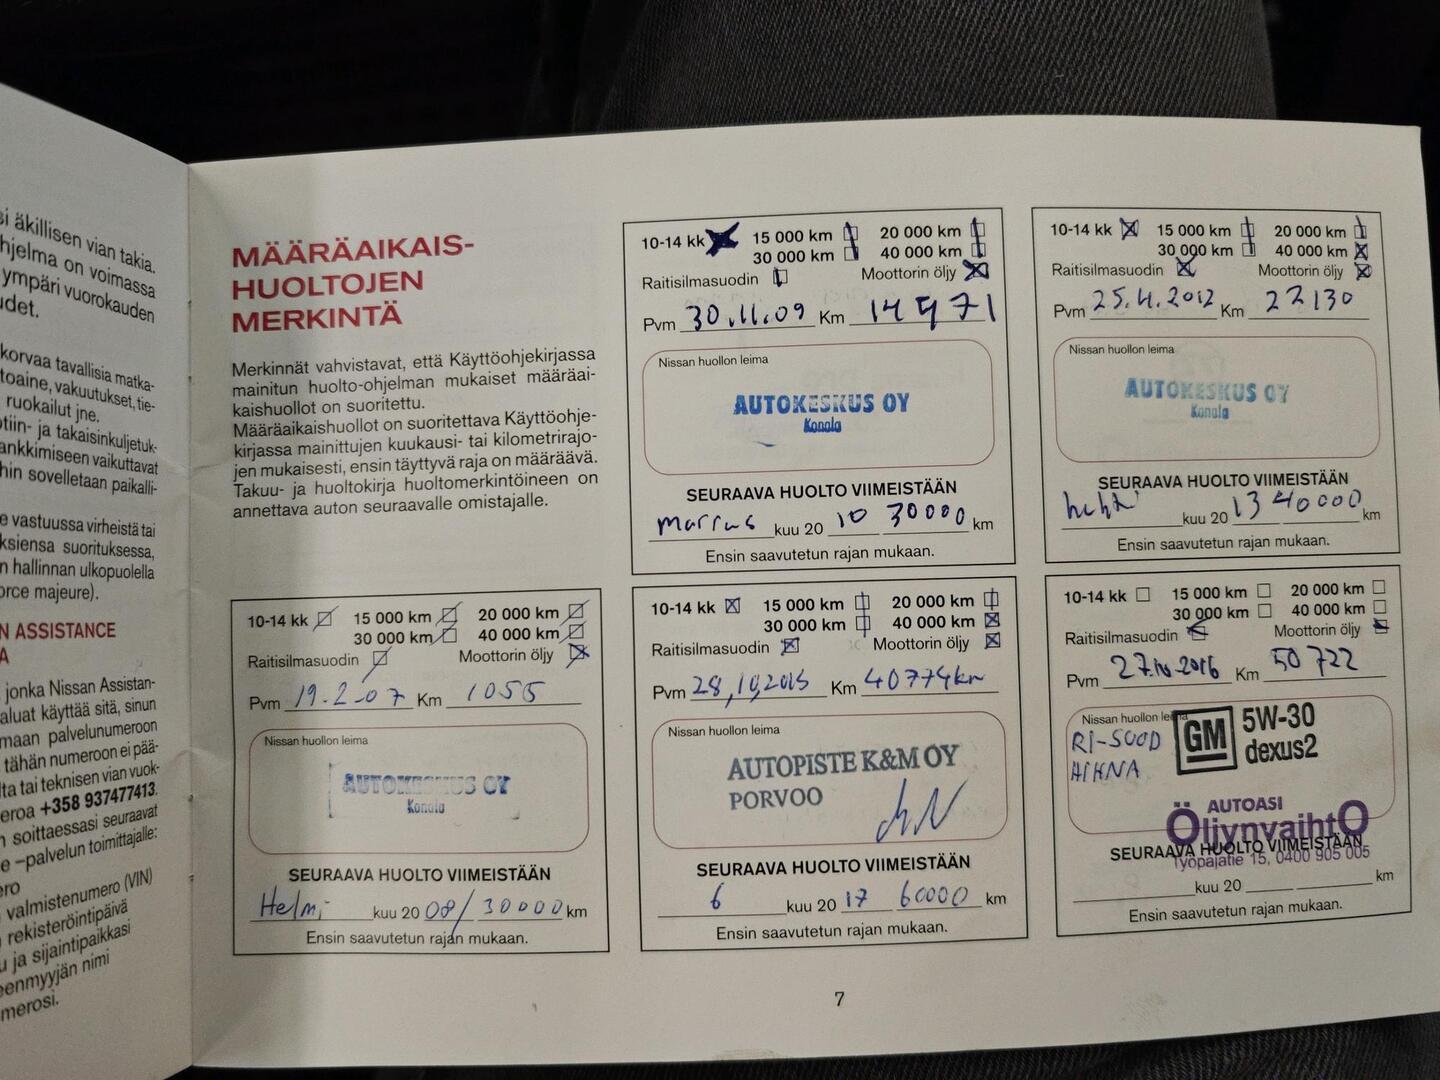 si äkillisen vian takia.
hjelma on voimassa
ympäri vuorokauden
udet.
korvaa tavallisia matka-
toaine, vakuutukset, tie-
ruokailut jne.
otiin- ja takaisinkuljetuk-
ankkimiseen vaikuttavat
hin sovelletaan paikalli-
e vastuussa virheistä tai
ksiensa suorituksessa,
n hallinnan ulkopuolella
orce majeure).
N ASSISTANCE
A
jonka Nissan Assistan-
aluat käyttää sitä, sinun
maan palvelunumeroon
tähän numeroon ei pää-
lta tai teknisen vian vuok-
eroa +358 937477413.
n soittaessasi seuraavat
e –palvelun toimittajalle:
ero
valmistenumero (VIN)
rekisteröintipäivä
u ja sijaintipaikkasi
eenmyyjän nimi
merosi.
MÄÄRÄAIKAIS-
HUOLTOJEN
MERKINTÄ
Merkinnät vahvistavat, että Käyttöohjekirjassa
mainitun huolto-ohjelman mukaiset määräai-
kaishuollot on suoritettu.
Määräaikaishuollot on suoritettava Käyttöohje-
kirjassa mainittujen kuukausi- tai kilometrirajo-
jen mukaisesti, ensin täyttyvä raja on määräävä.
Takuu- ja huoltokirja huoltomerkintöineen on
annettava auton seuraavalle omistajalle.
10-14 kk 15 000 km 20 000 km
30 000 km 40 000 km
Raitisilmasuodin Moottorin öljy
Pvm 19.2-07 Km 1055
Nissan huollon leima
AUTOKESKUS OY
Konala
SEURAAVA HUOLTO VIIMEISTÄÄN
Helmi kuu 20 08/ 30000 km
Ensin saavutetun rajan mukaan.
10-14 kk 15 000 km 20 000 km
30 000 km 40 000 km
Raitisilmasuodin Moottorin öljy
Pvm 30.11.09 Km
Nissan huollon leima
AUTOKESKUS OY
Konala
SEURAAVA HUOLTO VIIMEISTÄÄN
marras kuu 20 10 30000 km
Ensin saavutetun rajan mukaan.
10-14 kk 15 000 km 20 000 km
30 000 km 40 000 km
Raitisilmasuodin Moottorin öljy
Pvm 28,10,2015 Km 40774km
Nissan huollon leima
AUTOPISTE K&M OY
PORVOO
SEURAAVA HUOLTO VIIMEISTÄÄN
6 kuu 20 17 60000 km
Ensin saavutetun rajan mukaan.
10-14 kk 15 000 km 20 000 km
30 000 km 40 000 km
Raitisilmasuodin Moottorin öljy
Pvm 25.4.2012 Km 22130
Nissan huollon leima
AUTOKESKUS OY
Konala
SEURAAVA HUOLTO VIIMEISTÄÄN
huhti kuu 20 13 40000 km
Ensin saavutetun rajan mukaan.
10-14 kk 15 000 km 20 000 km
30 000 km 40 000 km
Raitisilmasuodin Moottorin öljy
Pvm 27.10.2016 Km 50 722
Nissan huollon leima
GM 5W-30
dexos2
AUTOASI
ÖljynvaihtO
SEURAAVA HUOLTO VIIMEISTÄÄN
Työpajatie 15, 0400 905 005
kuu 20 km
Ensin saavutetun rajan mukaan.
7